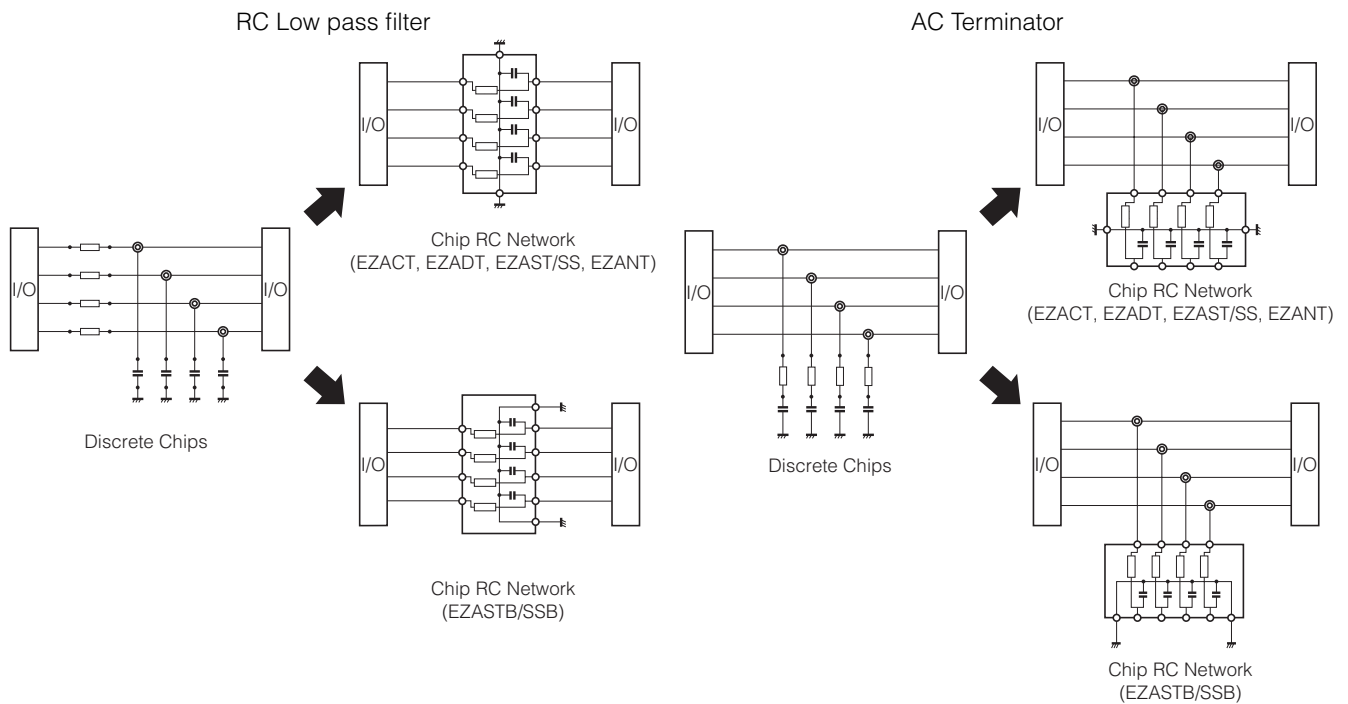 RC Low pass filter
I/O
I/O
Chip RC Network
(EZACT, EZADT, EZAST/SS, EZANT)
I/O
I/O
Discrete Chips
I/O
I/O
Chip RC Network
(EZASTB/SSB)
AC Terminator
I/O
I/O
Chip RC Network
(EZACT, EZADT, EZAST/SS, EZANT)
I/O
I/O
Discrete Chips
I/O
I/O
Chip RC Network
(EZASTB/SSB)